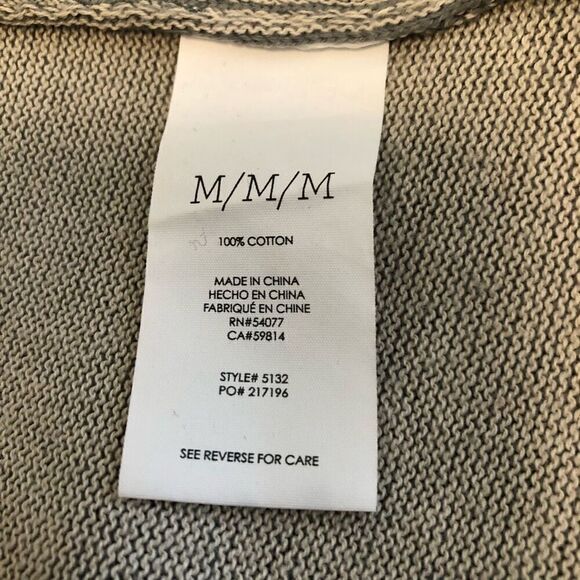 M/M/M
100% COTTON
MADE IN CHINA
HECHO EN CHINA
FABRIQUÉ EN CHINE
RN#54077
CA#59814
STYLE# 5132
PO# 217196
SEE REVERSE FOR CARE